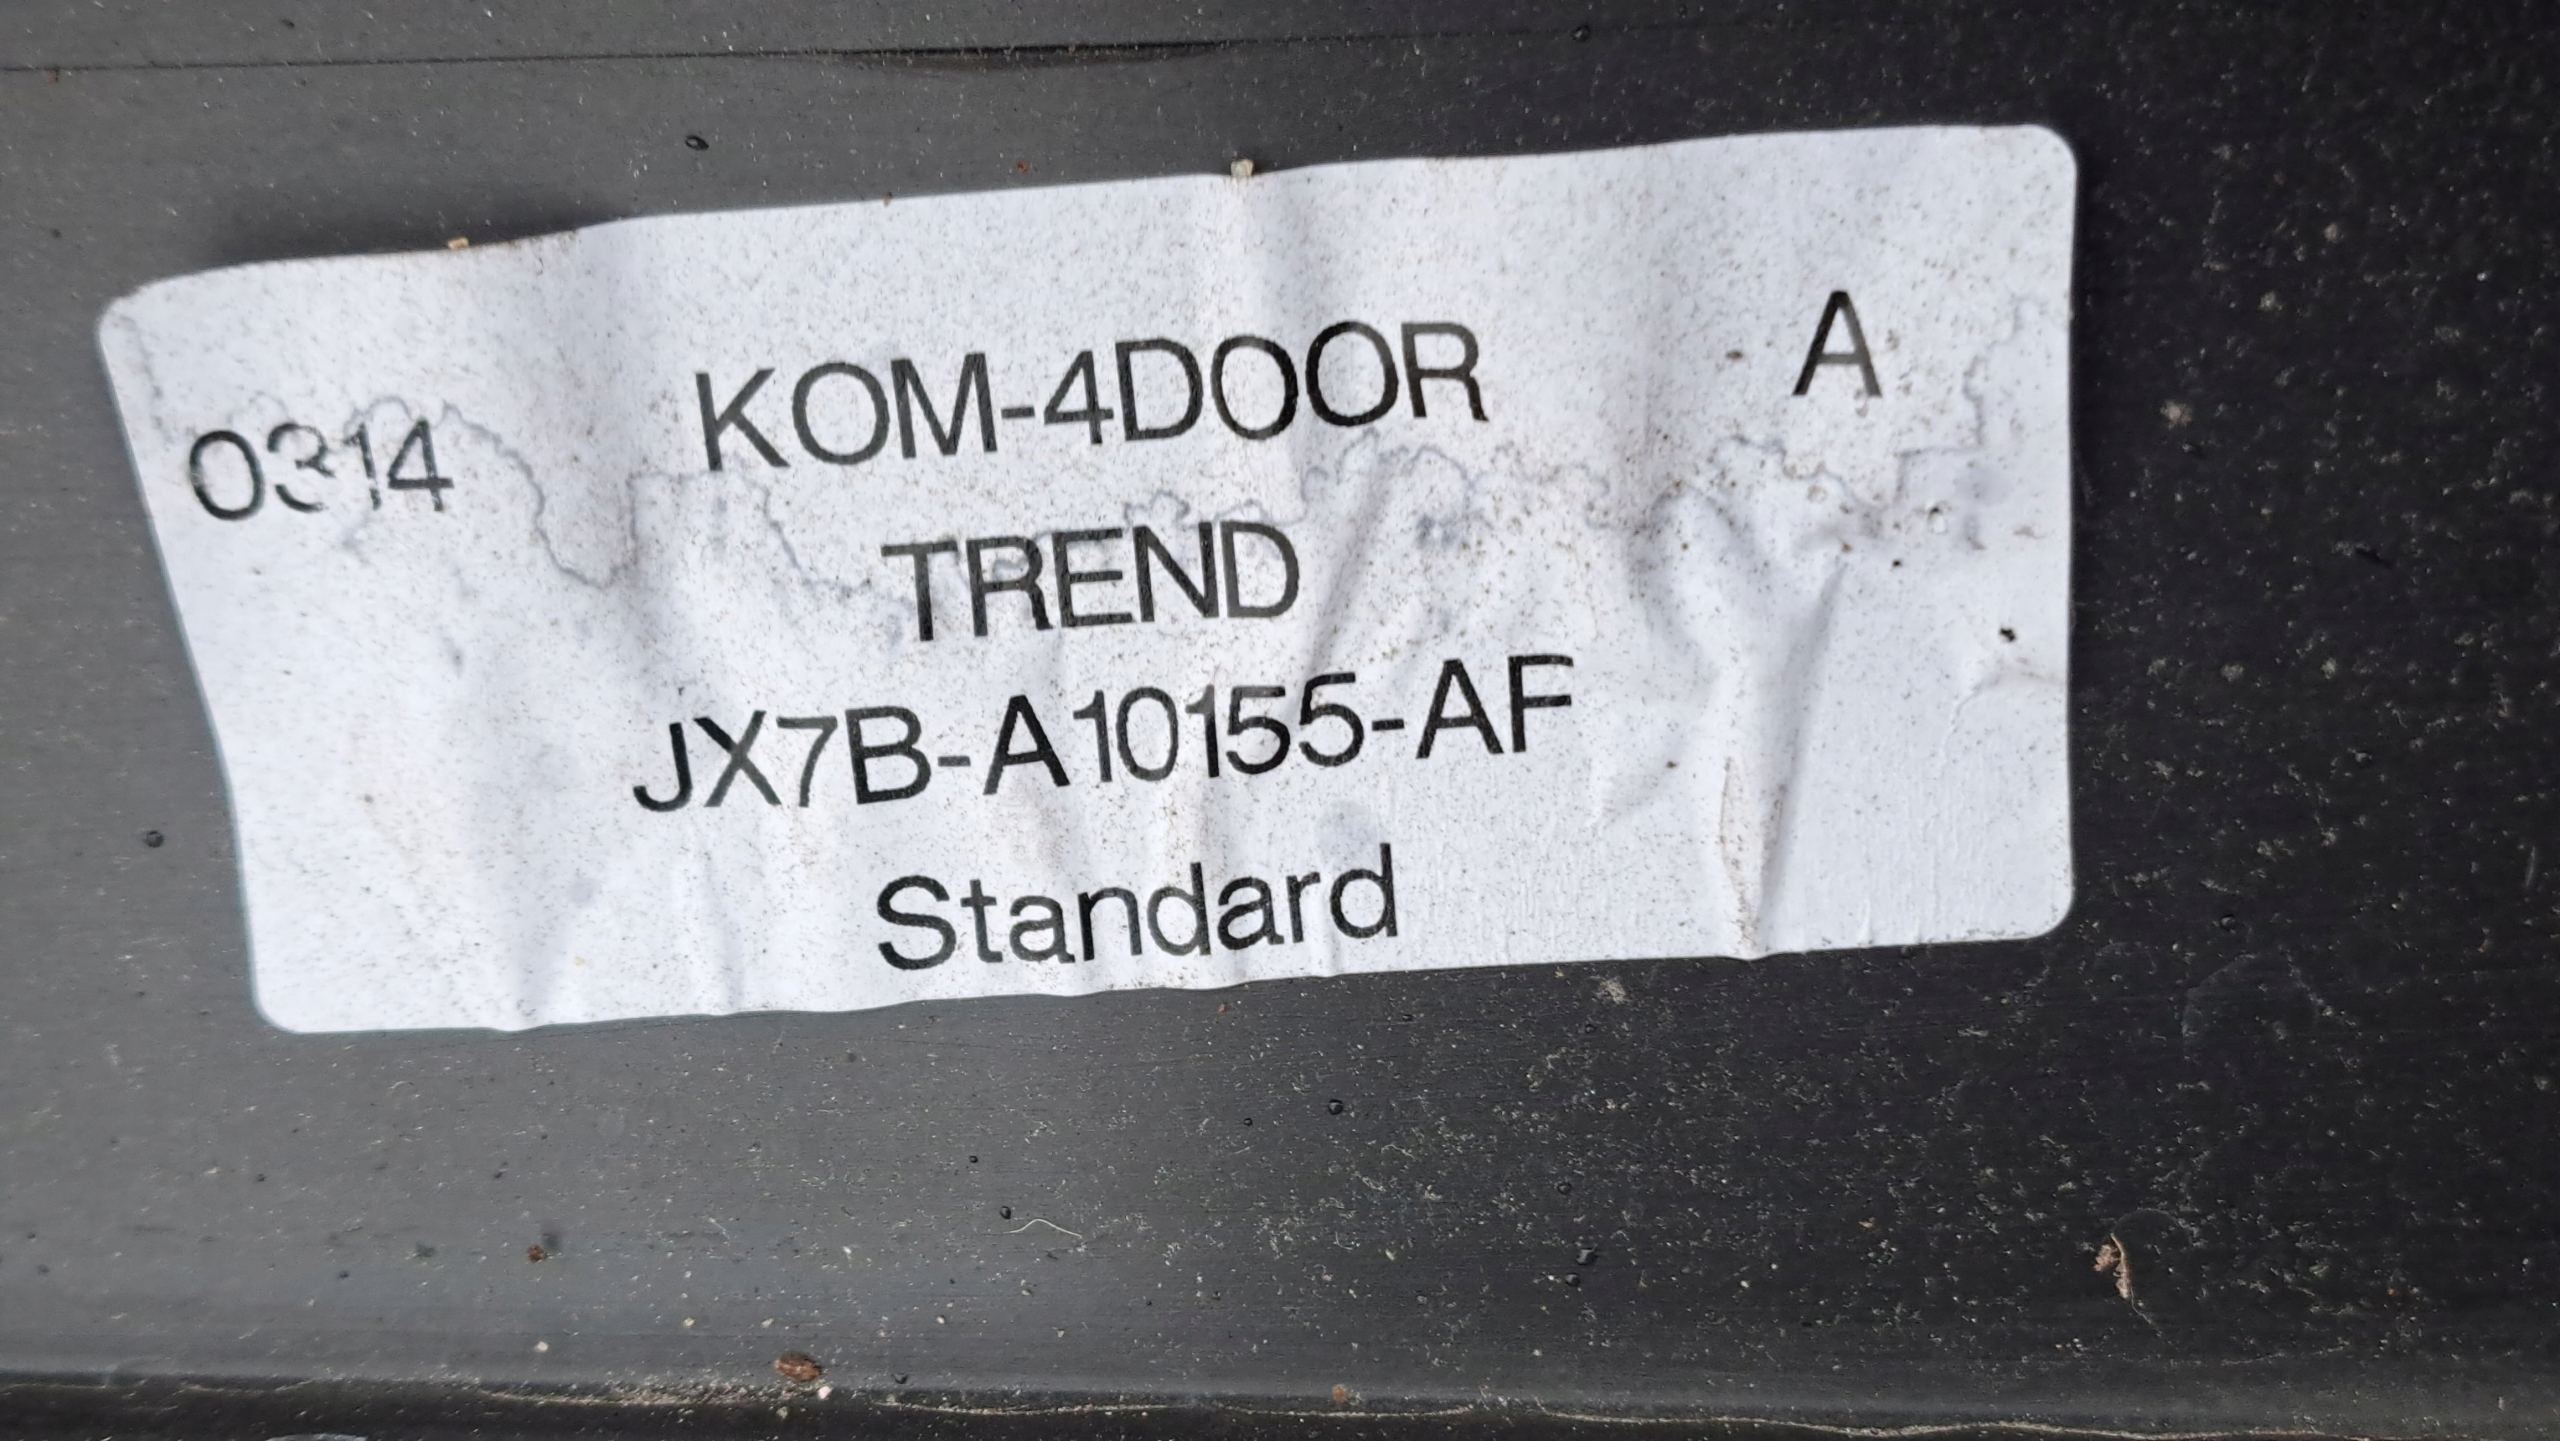 KOM-4DOOR A
0314
TREND
JX7B-A10155-AF
Standard